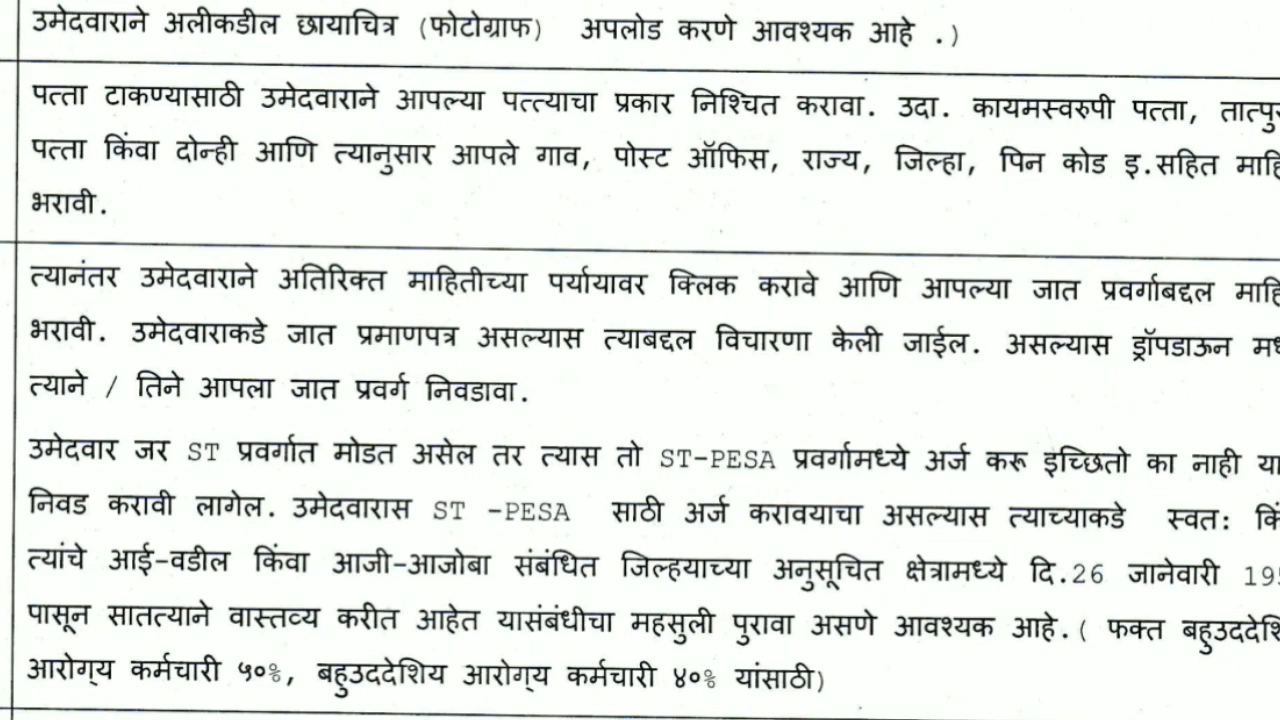 उमेदवाराने अलीकडील छायाचित्र (फोटोग्राफ) अपलोड करणे आवश्यक आहे .)
पत्ता टाकण्यासाठी उमेदवाराने आपल्या पत्त्याचा प्रकार निश्चित करावा. उदा. कायमस्वरुपी पत्ता,
पत्ता किंवा दोन्ही आणि त्यानुसार आपले गाव, पोस्ट ऑफिस, राज्य, जिल्हा, पिन कोड इ.सहित
भरावी.
त्यानंतर उमेदवाराने अतिरिक्त माहितीच्या पर्यायावर क्लिक करावे आणि आपल्या जात प्रवर्गाबद्दल
भरावी. उमेदवाराकडे जात प्रमाणपत्र असल्यास त्याबद्दल विचारणा केली जाईल. असल्यास ड्रॉपडाऊन
त्याने / तिने आपला जात प्रवर्ग निवडावा.
उमेदवार जर ST प्रवर्गात मोडत असेल तर त्यास तो ST-PESA प्रवर्गामध्ये अर्ज करू इच्छितो का नाही
निवड करावी लागेल. उमेदवारास ST -PESA साठी अर्ज करावयाचा असल्यास त्याच्याकडे स्वत:
त्यांचे आई-वडील किंवा आजी-आजोबा संबंधित जिल्हयाच्या अनुसूचित क्षेत्रामध्ये दि.26 जानेवारी
पासून सातत्याने वास्तव्य करीत आहेत यासंबंधीचा महसुली पुरावा असणे आवश्यक आहे.( फक्त
आरोग्य कर्मचारी ५०%, बहुउददेशिय आरोग्य कर्मचारी ४०% यांसाठी)